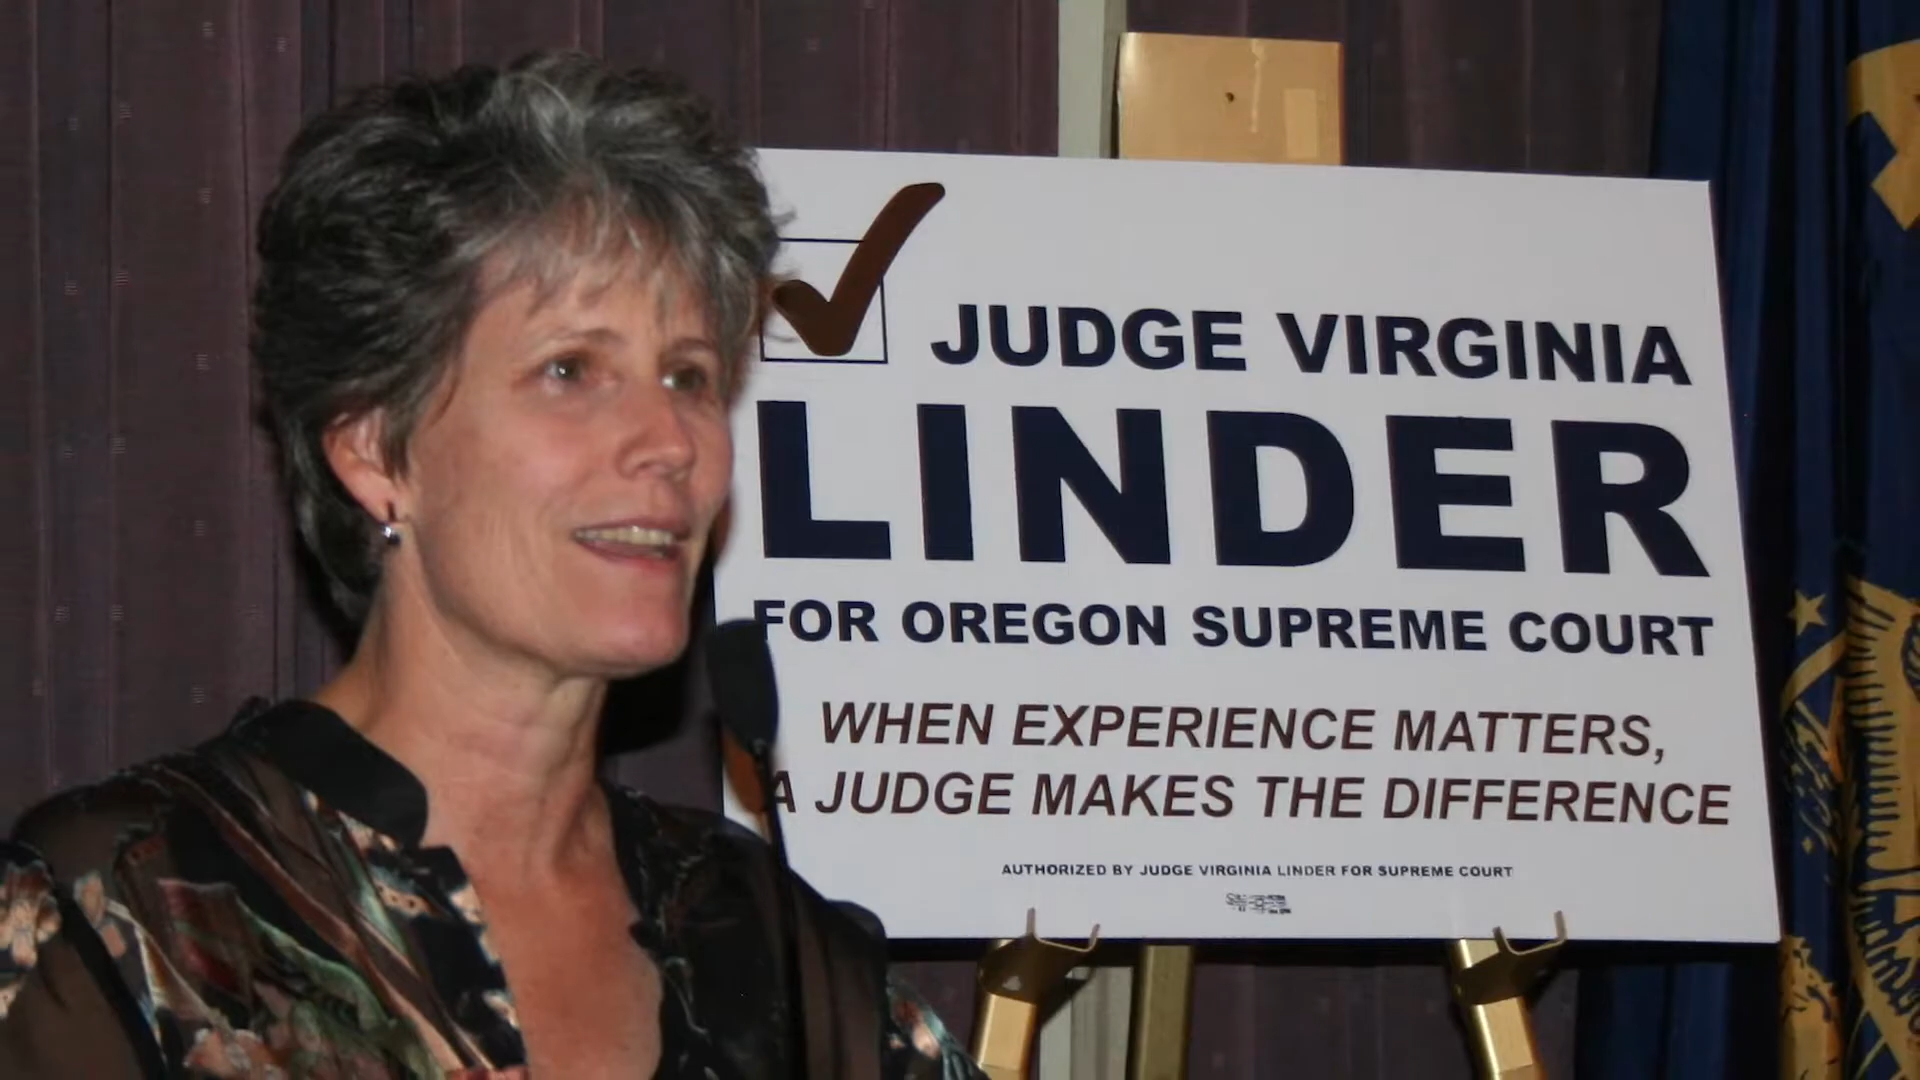 JUDGE VIRGINIA
LINDER
FOR OREGON SUPREME COURT
WHEN EXPERIENCE MATTERS,
A JUDGE MAKES THE DIFFERENCE
AUTHORIZED BY JUDGE VIRGINIA LINDER FOR SUPREME COURT